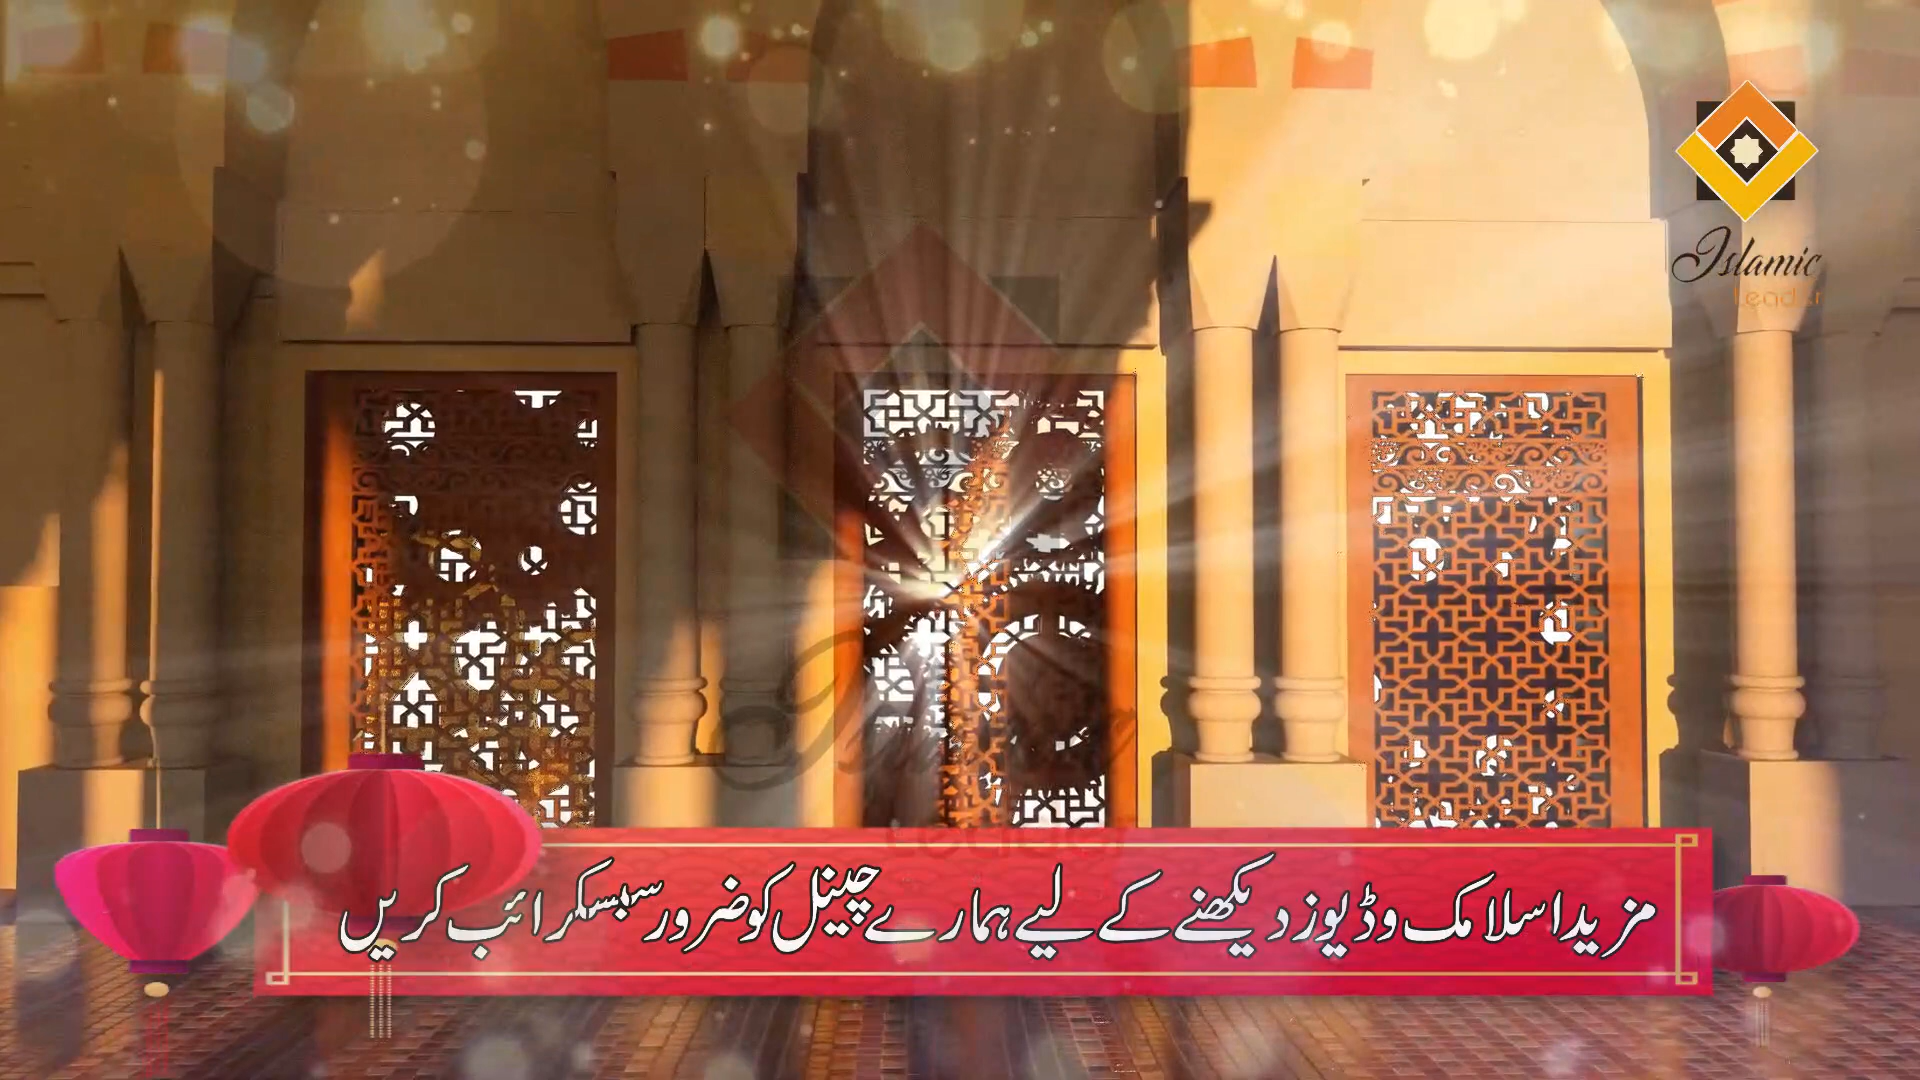 Islamic
Leader
مزید اسلامک وڈیوز دیکھنے کے لیے ہمارے چینل کو ضرور سبسکرائب کریں